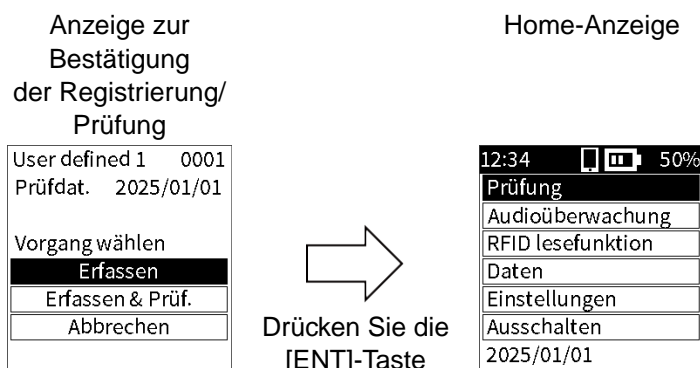 Anzeige zur
Bestätigung
der Registrierung/
Prüfung
User defined 1 0001
Prüfdat. 2025/01/01
Vorgang wählen
Erfassen
Erfassen & Prüf.
Abbrechen
Drücken Sie die
[ENT]-Taste
Home-Anzeige
12:34 50%
Prüfung
Audioüberwachung
RFID lesefunktion
Daten
Einstellungen
Ausschalten
2025/01/01